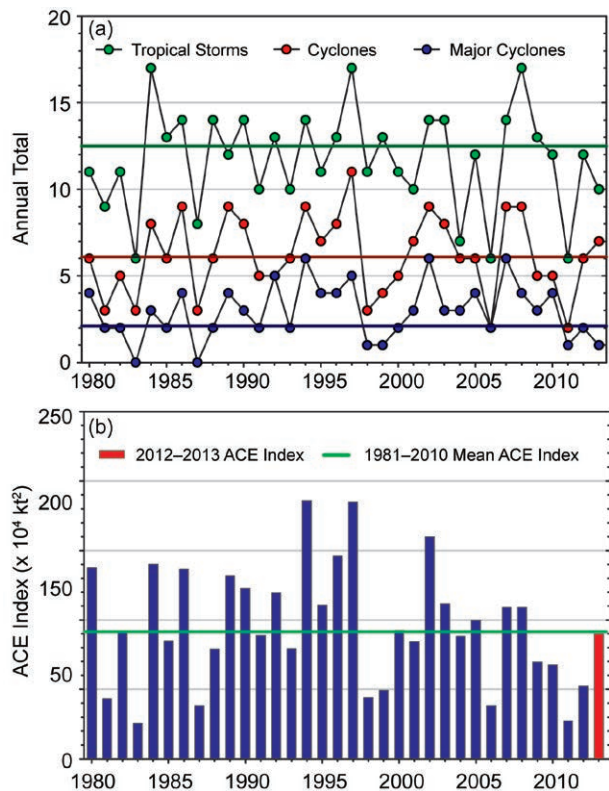 (a)
Tropical Storms Cyclones Major Cyclones
Annual Total
20
15
10
5
0
1980 1985 1990 1995 2000 2005 2010
(b)
2012–2013 ACE Index 1981–2010 Mean ACE Index
ACE Index (x 10⁴ kt²)
250
200
150
50
0
1980 1985 1990 1995 2000 2005 2010